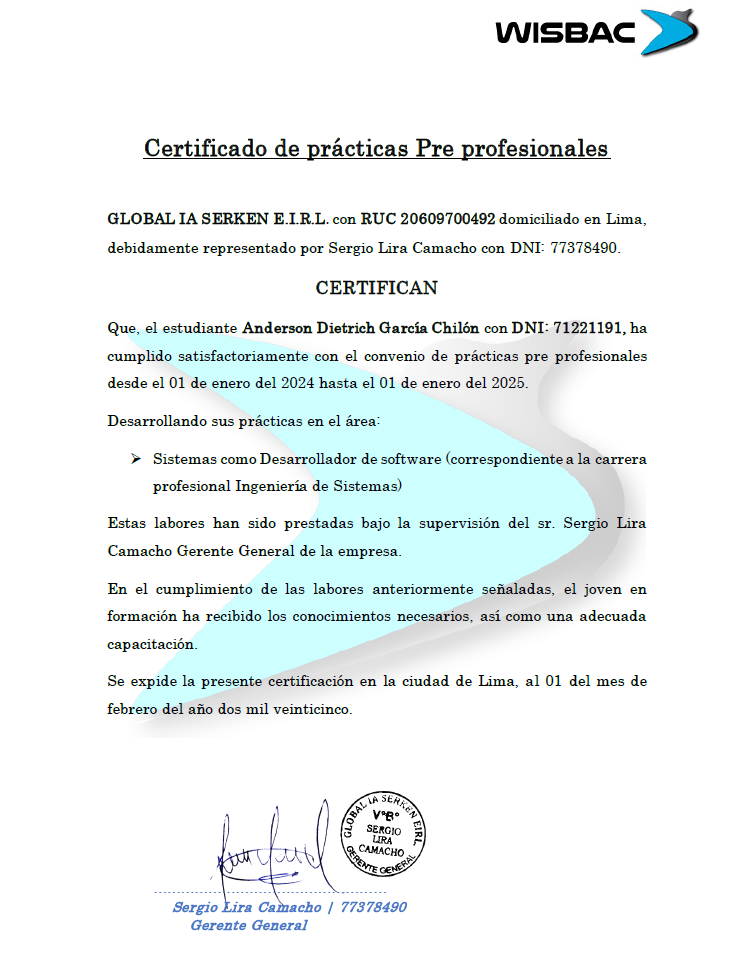 WISBAC
Certificado de prácticas Pre profesionales
GLOBAL IA SERKEN E.I.R.L. con RUC 20609700492 domiciliado en Lima,
debidamente representado por Sergio Lira Camacho con DNI: 77378490.
CERTIFICAN
Que, el estudiante Anderson Dietrich García Chilón con DNI: 71221191, ha
cumplido satisfactoriamente con el convenio de prácticas pre profesionales
desde el 01 de enero del 2024 hasta el 01 de enero del 2025.
Desarrollando sus prácticas en el área:
➤ Sistemas como Desarrollador de software (correspondiente a la carrera
profesional Ingeniería de Sistemas)
Estas labores han sido prestadas bajo la supervisión del sr. Sergio Lira
Camacho Gerente General de la empresa.
En el cumplimiento de las labores anteriormente señaladas, el joven en
formación ha recibido los conocimientos necesarios, así como una adecuada
capacitación.
Se expide la presente certificación en la ciudad de Lima, al 01 del mes de
febrero del año dos mil veinticinco.
GLOBAL IA SERKEN EIRL.
V°B°
SERGIO
LIRA
CAMACHO
GERENTE GENERAL
Sergio Lira Camacho | 77378490
Gerente General